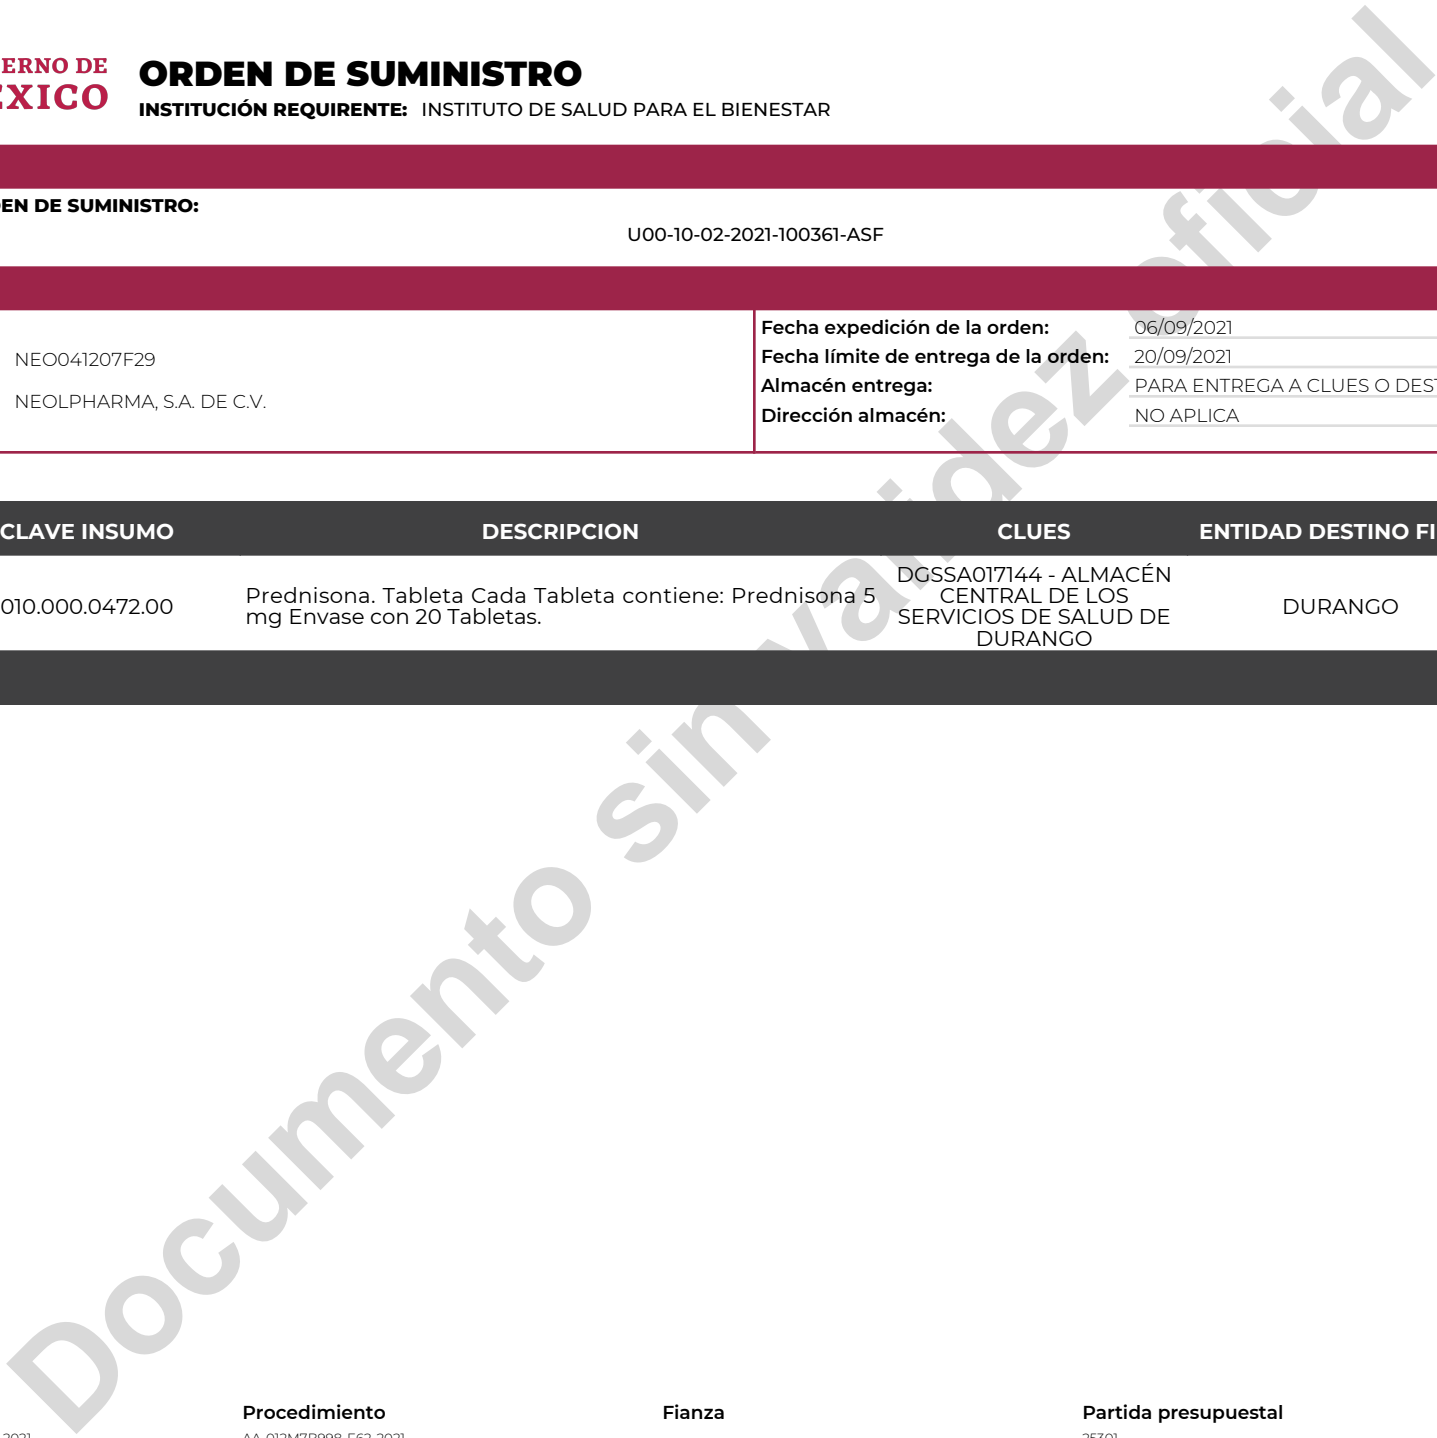 ERNO DE
EXICO
ORDEN DE SUMINISTRO
INSTITUCIÓN REQUIRENTE: INSTITUTO DE SALUD PARA EL BIENESTAR
EN DE SUMINISTRO:
U00-10-02-2021-100361-ASF
NEO041207F29
NEOLPHARMA, S.A. DE C.V.
Fecha expedición de la orden: 06/09/2021
Fecha límite de entrega de la orden: 20/09/2021
Almacén entrega: PARA ENTREGA A CLUES O DEST
Dirección almacén: NO APLICA
CLAVE INSUMO DESCRIPCION CLUES ENTIDAD DESTINO FI
010.000.0472.00
Prednisona. Tableta Cada Tableta contiene: Prednisona 5
mg Envase con 20 Tabletas.
DGSSA017144 - ALMACÉN
CENTRAL DE LOS
SERVICIOS DE SALUD DE
DURANGO
DURANGO
Documento sin validez oficial
Procedimiento Fianza Partida presupuestal